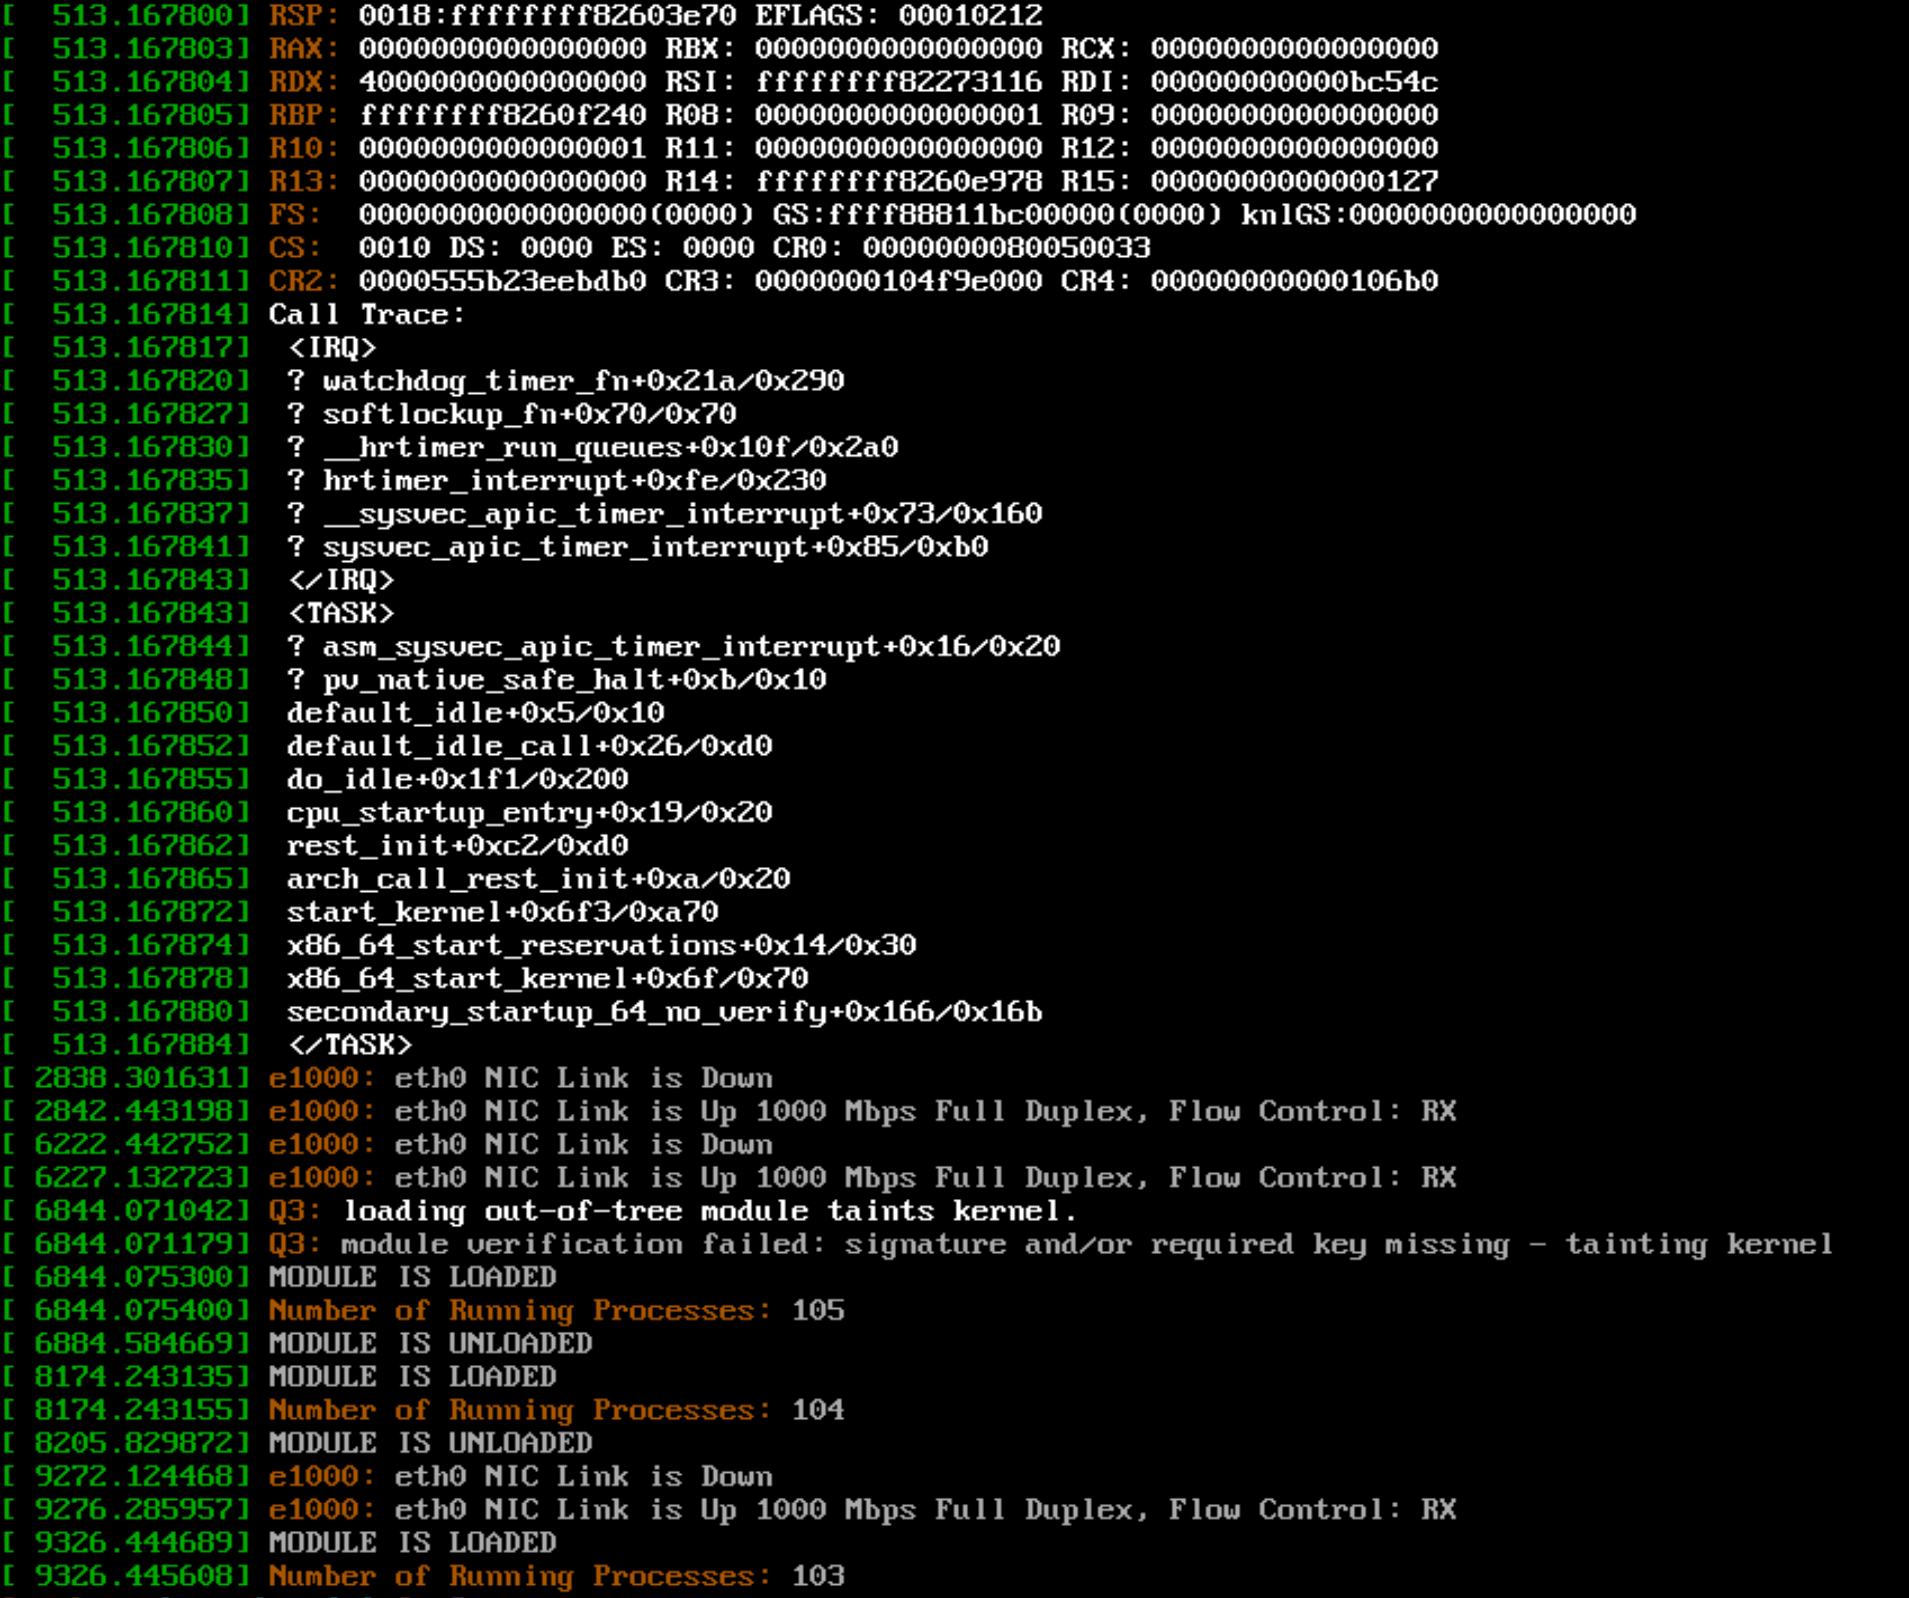 [  513.167800] RSP: 0018:ffffffff82603e70 EFLAGS: 00010212
[  513.167803] RAX: 0000000000000000 RBX: 0000000000000000 RCX: 0000000000000000
[  513.167804] RDX: 4000000000000000 RSI: ffffffff82273116 RDI: 00000000000bc54c
[  513.167805] RBP: ffffffff8260f240 R08: 0000000000000001 R09: 0000000000000000
[  513.167806] R10: 0000000000000001 R11: 0000000000000000 R12: 0000000000000000
[  513.167807] R13: 0000000000000000 R14: ffffffff8260e978 R15: 0000000000000127
[  513.167808] FS:  0000000000000000(0000) GS:ffff88811bc00000(0000) knlGS:0000000000000000
[  513.167810] CS:  0010 DS: 0000 ES: 0000 CR0: 0000000080050033
[  513.167811] CR2: 0000555b23eebdb0 CR3: 0000000104f9e000 CR4: 00000000000106b0
[  513.167814] Call Trace:
[  513.167817]  <IRQ>
[  513.167820]  ? watchdog_timer_fn+0x21a/0x290
[  513.167827]  ? softlockup_fn+0x70/0x70
[  513.167830]  ? __hrtimer_run_queues+0x10f/0x2a0
[  513.167835]  ? hrtimer_interrupt+0xfe/0x230
[  513.167837]  ? __sysvec_apic_timer_interrupt+0x73/0x160
[  513.167841]  ? sysvec_apic_timer_interrupt+0x85/0xb0
[  513.167843]  </IRQ>
[  513.167843]  <TASK>
[  513.167844]  ? asm_sysvec_apic_timer_interrupt+0x16/0x20
[  513.167848]  ? pv_native_safe_halt+0xb/0x10
[  513.167850]  default_idle+0x5/0x10
[  513.167852]  default_idle_call+0x26/0xd0
[  513.167855]  do_idle+0x1f1/0x200
[  513.167860]  cpu_startup_entry+0x19/0x20
[  513.167862]  rest_init+0xc2/0xd0
[  513.167865]  arch_call_rest_init+0xa/0x20
[  513.167872]  start_kernel+0x6f3/0xa70
[  513.167874]  x86_64_start_reservations+0x14/0x30
[  513.167878]  x86_64_start_kernel+0x6f/0x70
[  513.167880]  secondary_startup_64_no_verify+0x166/0x16b
[  513.167884]  </TASK>
[ 2838.301631] e1000: eth0 NIC Link is Down
[ 2842.443198] e1000: eth0 NIC Link is Up 1000 Mbps Full Duplex, Flow Control: RX
[ 6222.442752] e1000: eth0 NIC Link is Down
[ 6227.132723] e1000: eth0 NIC Link is Up 1000 Mbps Full Duplex, Flow Control: RX
[ 6844.071042] Q3: loading out-of-tree module taints kernel.
[ 6844.071179] Q3: module verification failed: signature and/or required key missing - tainting kernel
[ 6844.075300] MODULE IS LOADED
[ 6844.075400] Number of Running Processes: 105
[ 6884.584669] MODULE IS UNLOADED
[ 8174.243135] MODULE IS LOADED
[ 8174.243155] Number of Running Processes: 104
[ 8205.829872] MODULE IS UNLOADED
[ 9272.124468] e1000: eth0 NIC Link is Down
[ 9276.285957] e1000: eth0 NIC Link is Up 1000 Mbps Full Duplex, Flow Control: RX
[ 9326.444689] MODULE IS LOADED
[ 9326.445608] Number of Running Processes: 103